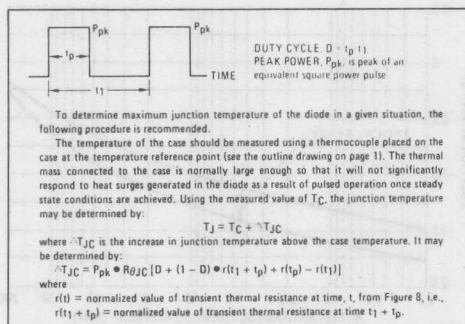 Ppk
Ppk
tp
TIME
t1
DUTY CYCLE, D = tp t1
PEAK POWER, Ppk, is peak of an
equivalent square power pulse.
To determine maximum junction temperature of the diode in a given situation, the
following procedure is recommended.
The temperature of the case should be measured using a thermocouple placed on the
case at the temperature reference point (see the outline drawing on page 1). The thermal
mass connected to the case is normally large enough so that it will not significantly
respond to heat surges generated in the diode as a result of pulsed operation once steady
state conditions are achieved. Using the measured value of TC, the junction temperature
may be determined by:
TJ = TC + △TJC
where △TJC is the increase in junction temperature above the case temperature. It may
be determined by:
△TJC = Ppk • RθJC [D + (1 - D) • r(t1 + tp) + r(tp) - r(t1)]
where
r(t) = normalized value of transient thermal resistance at time, t, from Figure 8, i.e.,
r(t1 + tp) = normalized value of transient thermal resistance at time t1 + tp.